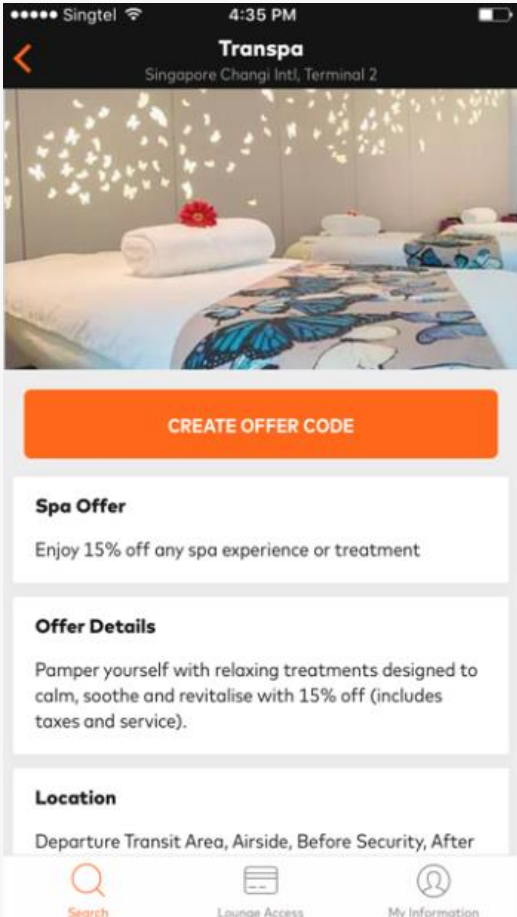 Singtel 4:35 PM
Transpa
Singapore Changi Intl, Terminal 2
CREATE OFFER CODE
Spa Offer
Enjoy 15% off any spa experience or treatment
Offer Details
Pamper yourself with relaxing treatments designed to
calm, soothe and revitalise with 15% off (includes
taxes and service).
Location
Departure Transit Area, Airside, Before Security, After
Search Lounge Access My Information